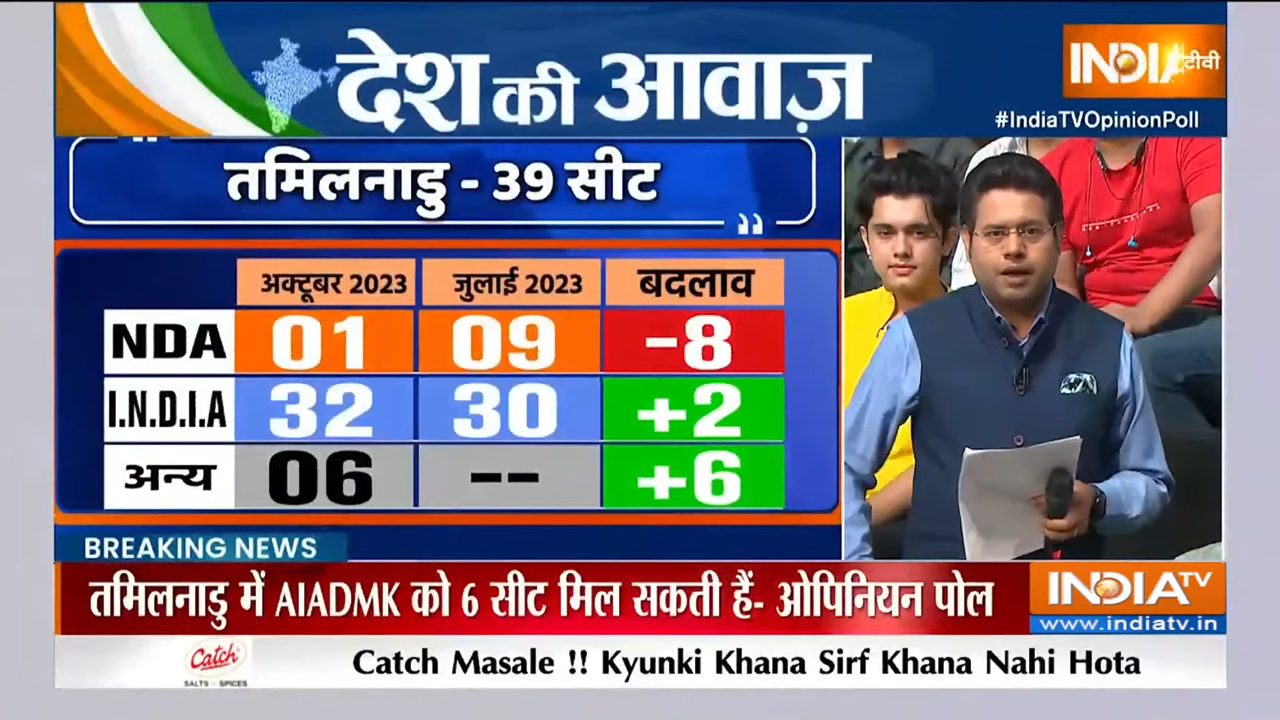 देश की आवाज़
INDIA टीवी
#IndiaTVOpinionPoll
तमिलनाडु - 39 सीट
अक्टूबर 2023 जुलाई 2023 बदलाव
NDA 01 09 -8
I.N.D.I.A 32 30 +2
अन्य 06 -- +6
BREAKING NEWS
तमिलनाडु में AIADMK को 6 सीट मिल सकती हैं- ओपिनियन पोल
INDIA TV
www.indiatv.in
Catch
SALTS SPICES
Catch Masale !! Kyunki Khana Sirf Khana Nahi Hota